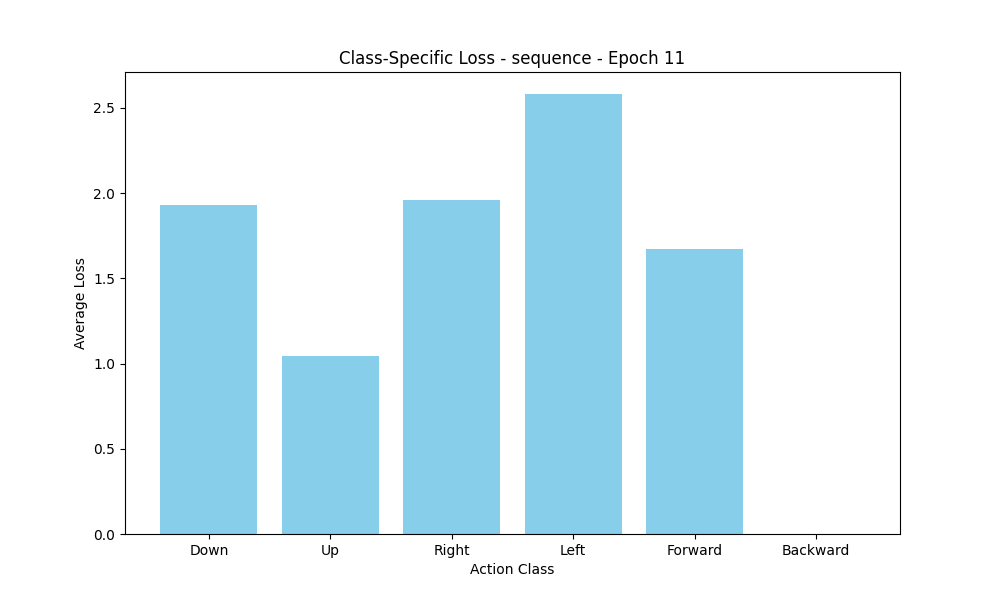 Class-Specific Loss - sequence - Epoch 11
Average Loss
2.5
2.0
1.5
1.0
0.5
0.0
Down Up Right Left Forward Backward
Action Class